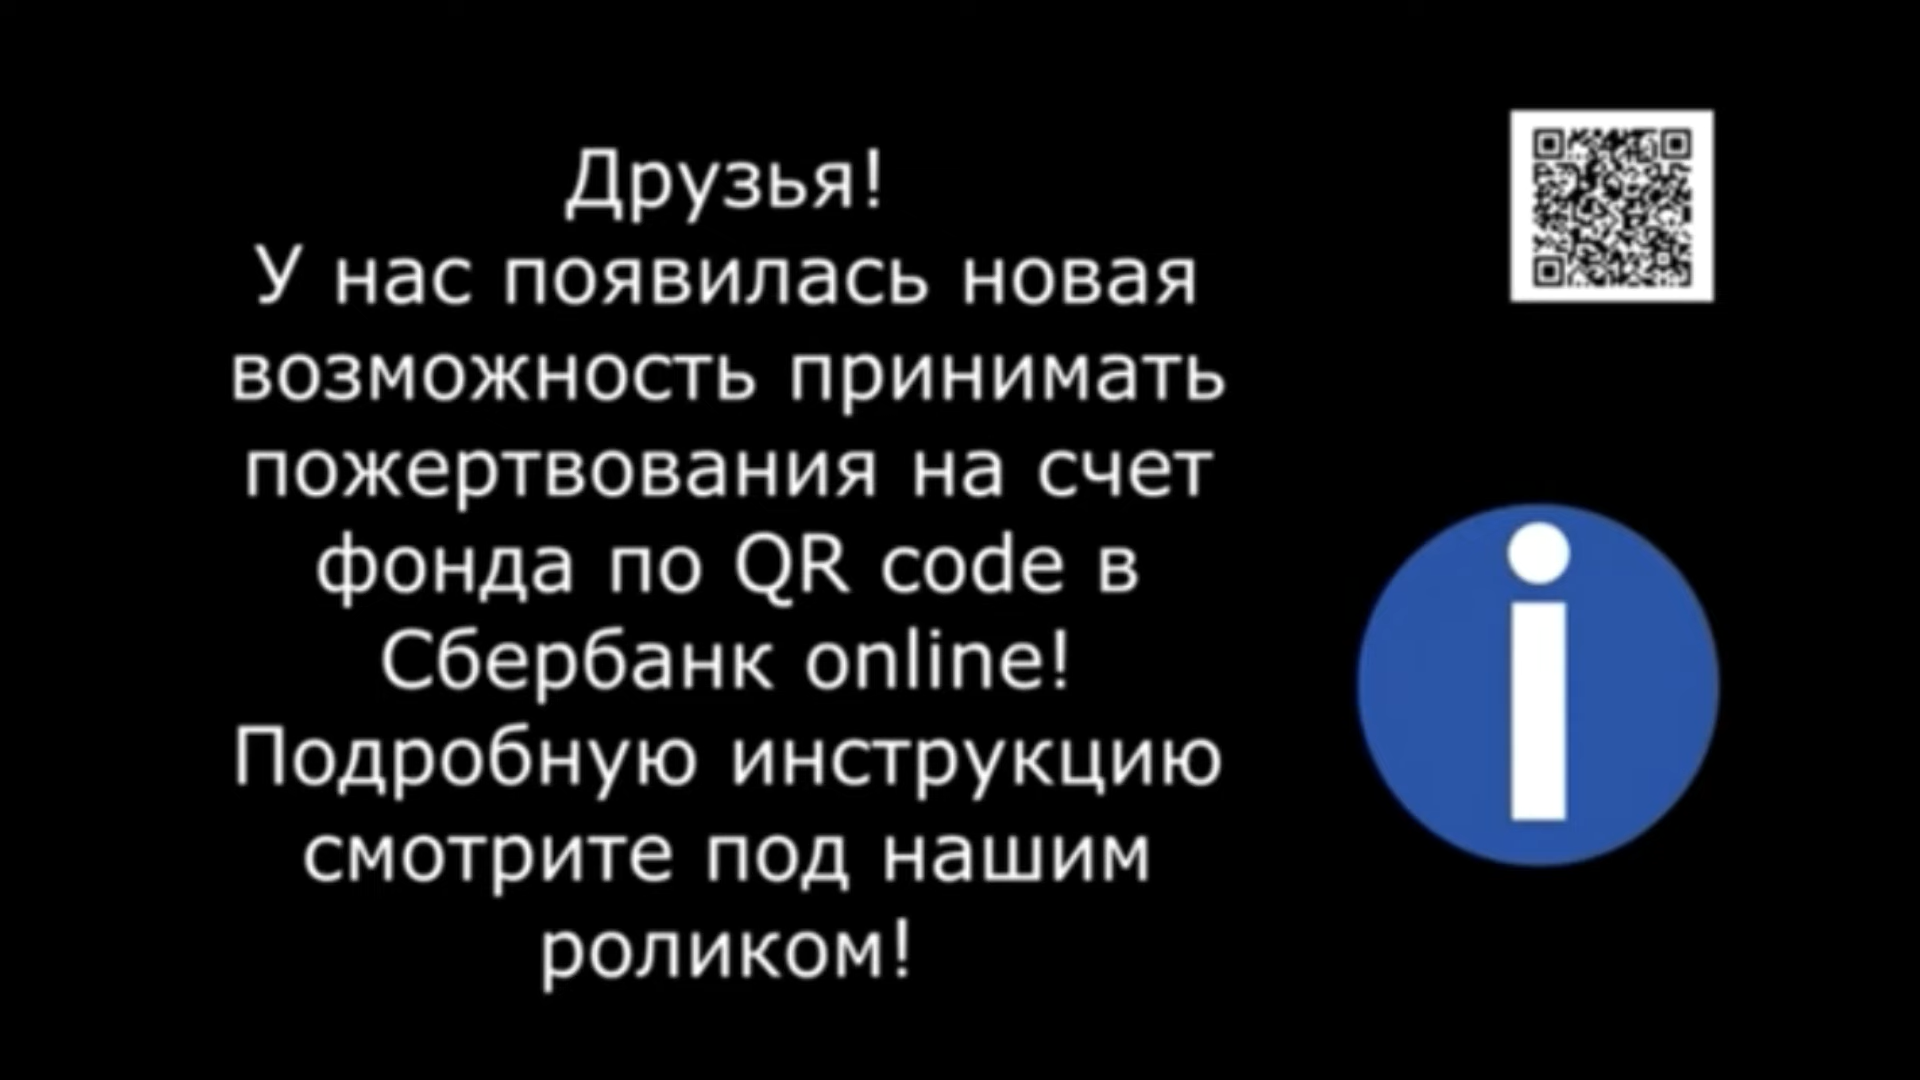 Друзья!
У нас появилась новая
возможность принимать
пожертвования на счет
фонда по QR code в
Сбербанк online!
Подробную инструкцию
смотрите под нашим
роликом!
i